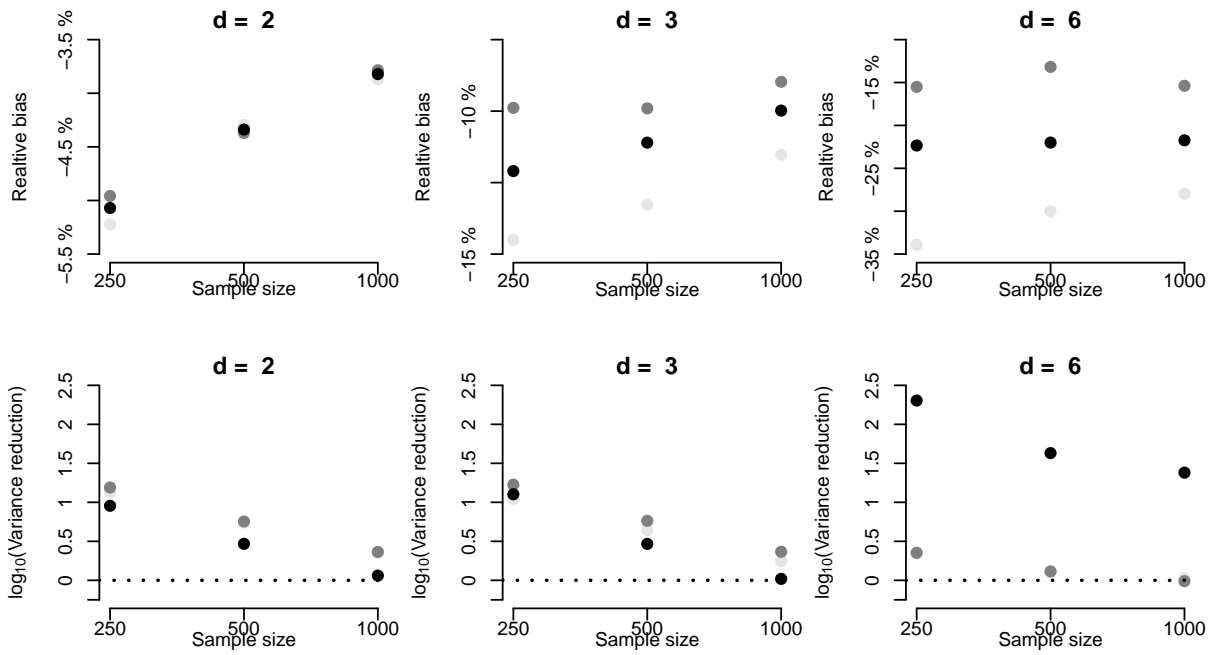 d = 2
Realtive bias
−3.5 %
−4.5 %
−5.5 %
250 500 1000
Sample size
d = 3
Realtive bias
−10 %
−15 %
250 500 1000
Sample size
d = 6
Realtive bias
−15 %
−25 %
−35 %
250 500 1000
Sample size
d = 2
log₁₀(Variance reduction)
2.5
2
1.5
1
0.5
0
250 500 1000
Sample size
d = 3
log₁₀(Variance reduction)
2.5
2
1.5
1
0.5
0
250 500 1000
Sample size
d = 6
log₁₀(Variance reduction)
2.5
2
1.5
1
0.5
0
250 500 1000
Sample size